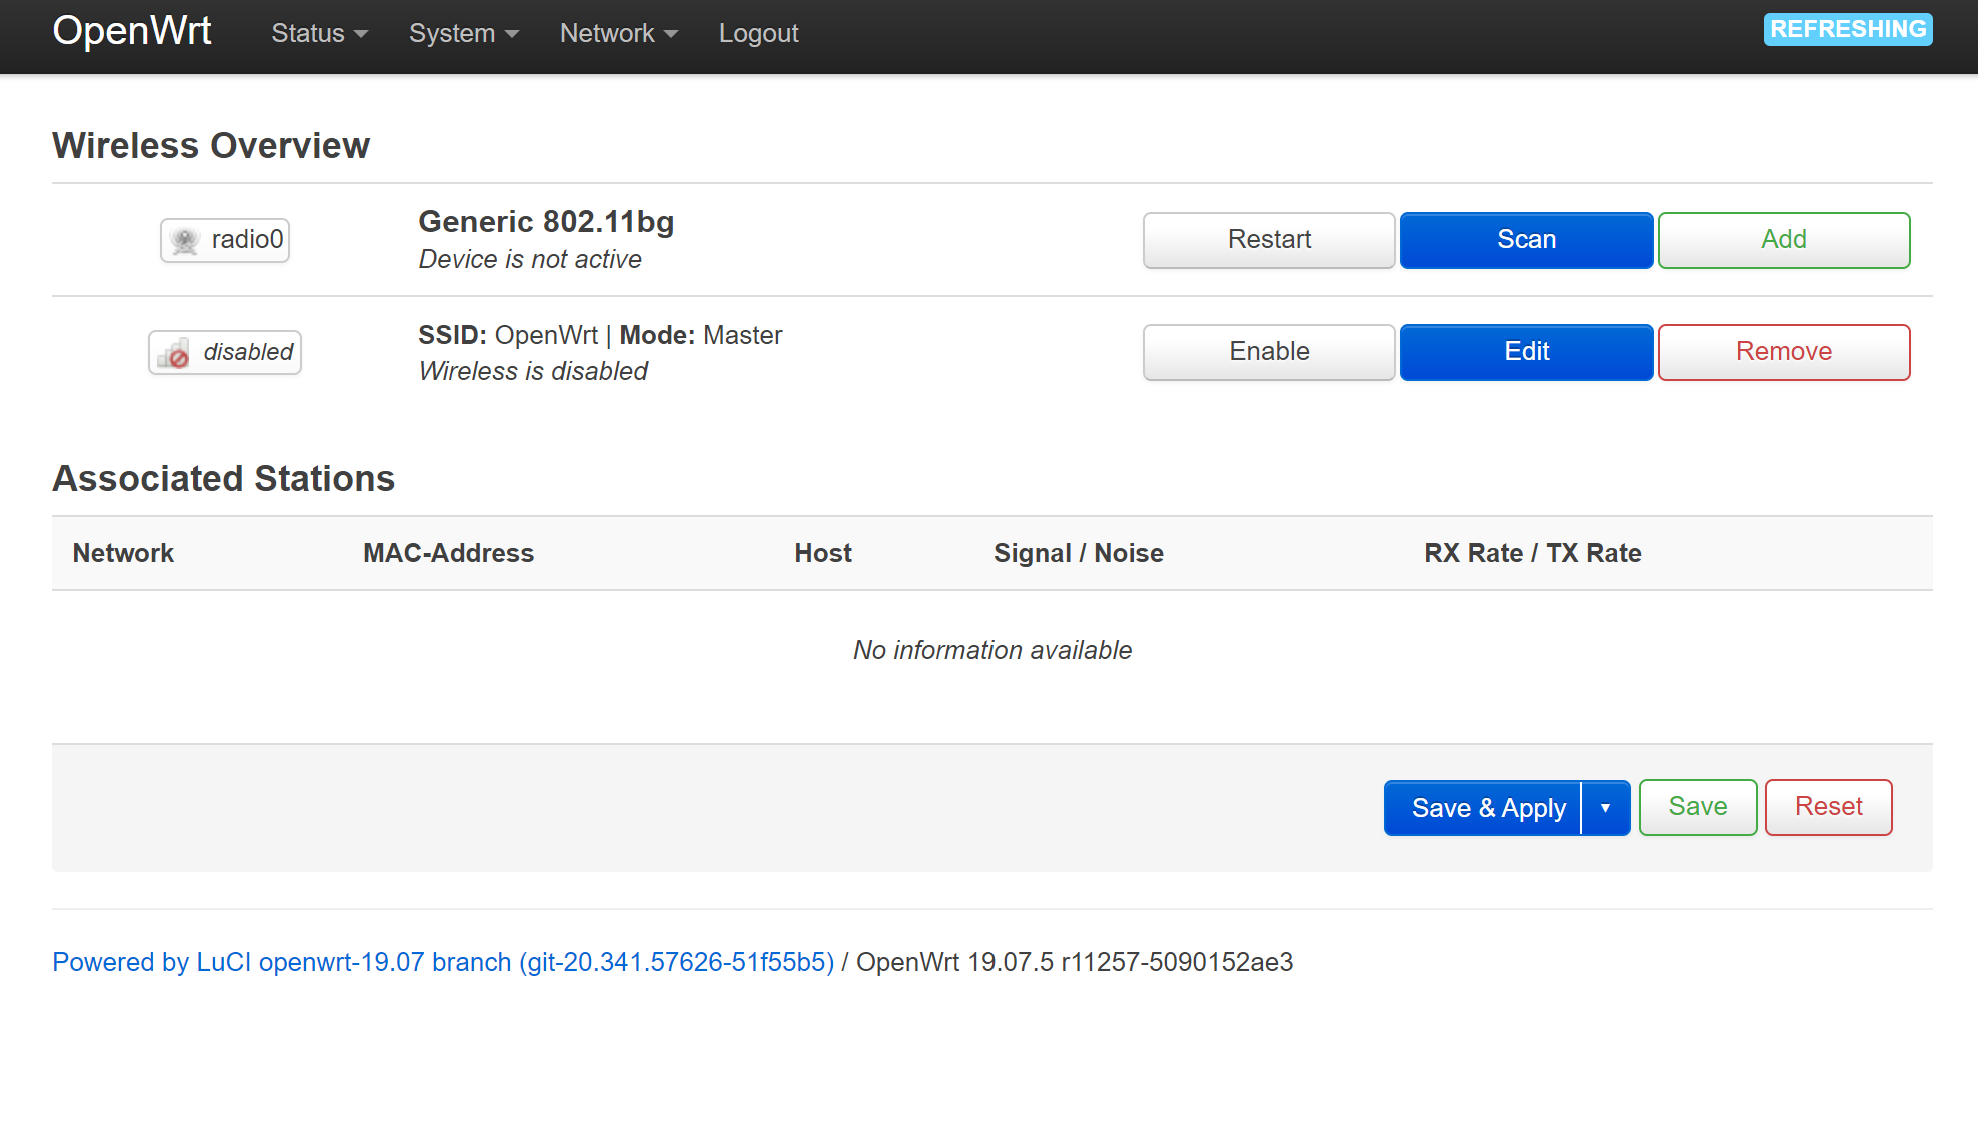 OpenWrt Status System Network Logout REFRESHING
Wireless Overview
radio0 Generic 802.11bg Restart Scan Add
Device is not active
disabled SSID: OpenWrt | Mode: Master Enable Edit Remove
Wireless is disabled
Associated Stations
Network MAC-Address Host Signal / Noise RX Rate / TX Rate
No information available
Save & Apply Save Reset
Powered by LuCI openwrt-19.07 branch (git-20.341.57626-51f55b5) / OpenWrt 19.07.5 r11257-5090152ae3